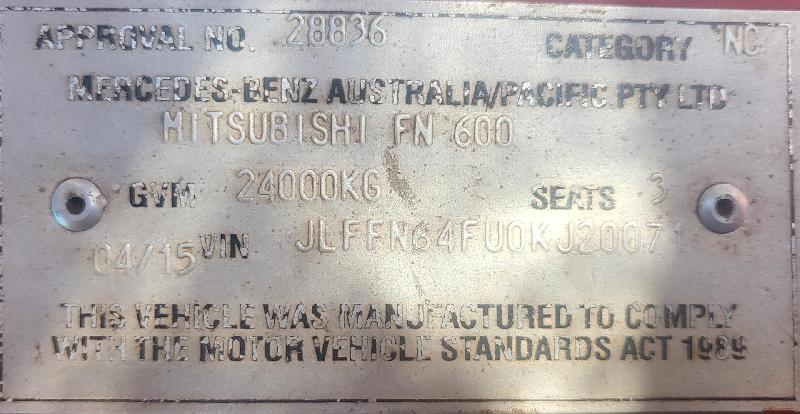 APPROVAL NO. 28836 CATEGORY NC
MERCEDES-BENZ AUSTRALIA/PACIFIC PTY LTD
MITSUBISHI FN 600
GVM 24000KG SEATS 3
04/15 VIN JLFFN64FU0KJ20071
THIS VEHICLE WAS MANUFACTURED TO COMPLY
WITH THE MOTOR VEHICLE STANDARDS ACT 1989